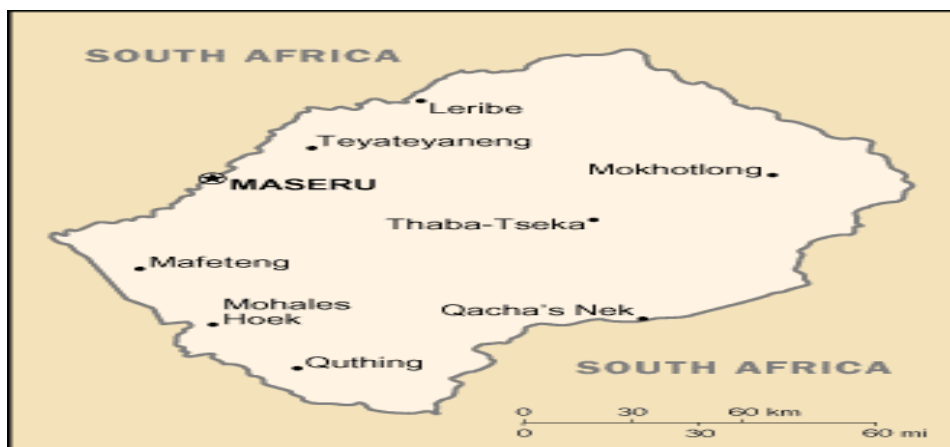 SOUTH AFRICA
Leribe
Teyateyaneng
Mokhotlong
MASERU
Thaba-Tseka
Mafeteng
Mohales
Hoek
Qacha's Nek
Quthing
SOUTH AFRICA
0 30 60 km
0 30 60 mi